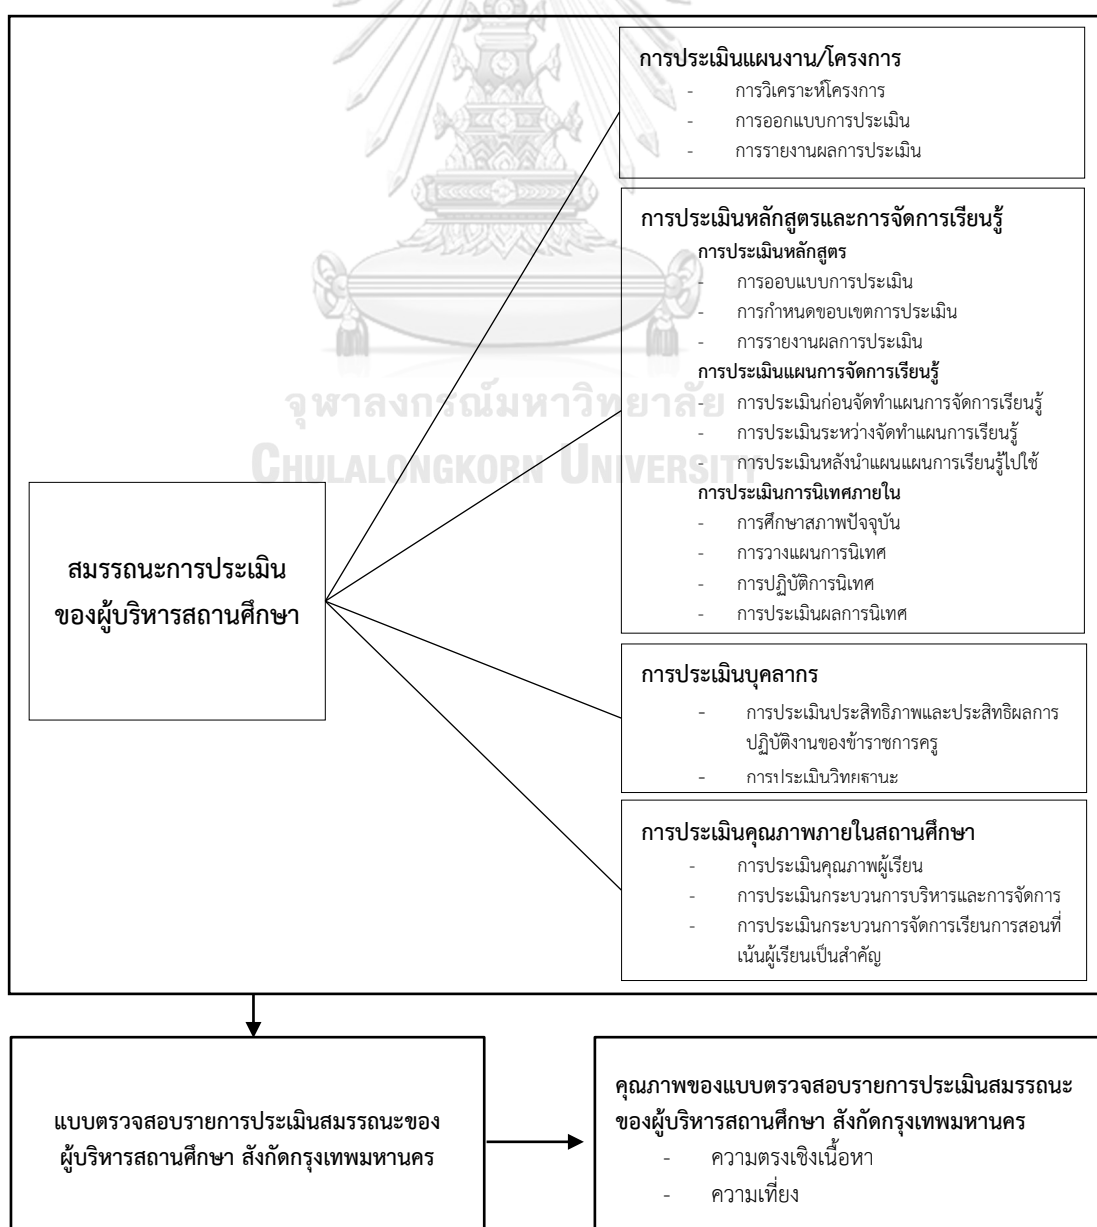 การประเมินแผนงาน/โครงการ
- การวิเคราะห์โครงการ
- การออกแบบการประเมิน
- การรายงานผลการประเมิน
การประเมินหลักสูตรและการจัดการเรียนรู้
การประเมินหลักสูตร
- การออบแบบการประเมิน
- การกำหนดขอบเขตการประเมิน
- การรายงานผลการประเมิน
การประเมินแผนการจัดการเรียนรู้
- การประเมินก่อนจัดทำแผนการจัดการเรียนรู้
- การประเมินระหว่างจัดทำแผนการเรียนรู้
- การประเมินหลังนำแผนแผนการเรียนรู้ไปใช้
การประเมินการนิเทศภายใน
- การศึกษาสภาพปัจจุบัน
- การวางแผนการนิเทศ
- การปฏิบัติการนิเทศ
- การประเมินผลการนิเทศ
จุฬาลงกรณ์มหาวิทยาลัย
CHULALONGKORN UNIVERSITY
สมรรถนะการประเมิน
ของผู้บริหารสถานศึกษา
การประเมินบุคลากร
- การประเมินประสิทธิภาพและประสิทธิผลการ
ปฏิบัติงานของข้าราชการครู
- การประเมินวิทยฐานะ
การประเมินคุณภาพภายในสถานศึกษา
- การประเมินคุณภาพผู้เรียน
- การประเมินกระบวนการบริหารและการจัดการ
- การประเมินกระบวนการจัดการเรียนการสอนที่
เน้นผู้เรียนเป็นสำคัญ
แบบตรวจสอบรายการประเมินสมรรถนะของ
ผู้บริหารสถานศึกษา สังกัดกรุงเทพมหานคร
คุณภาพของแบบตรวจสอบรายการประเมินสมรรถนะ
ของผู้บริหารสถานศึกษา สังกัดกรุงเทพมหานคร
- ความตรงเชิงเนื้อหา
- ความเที่ยง